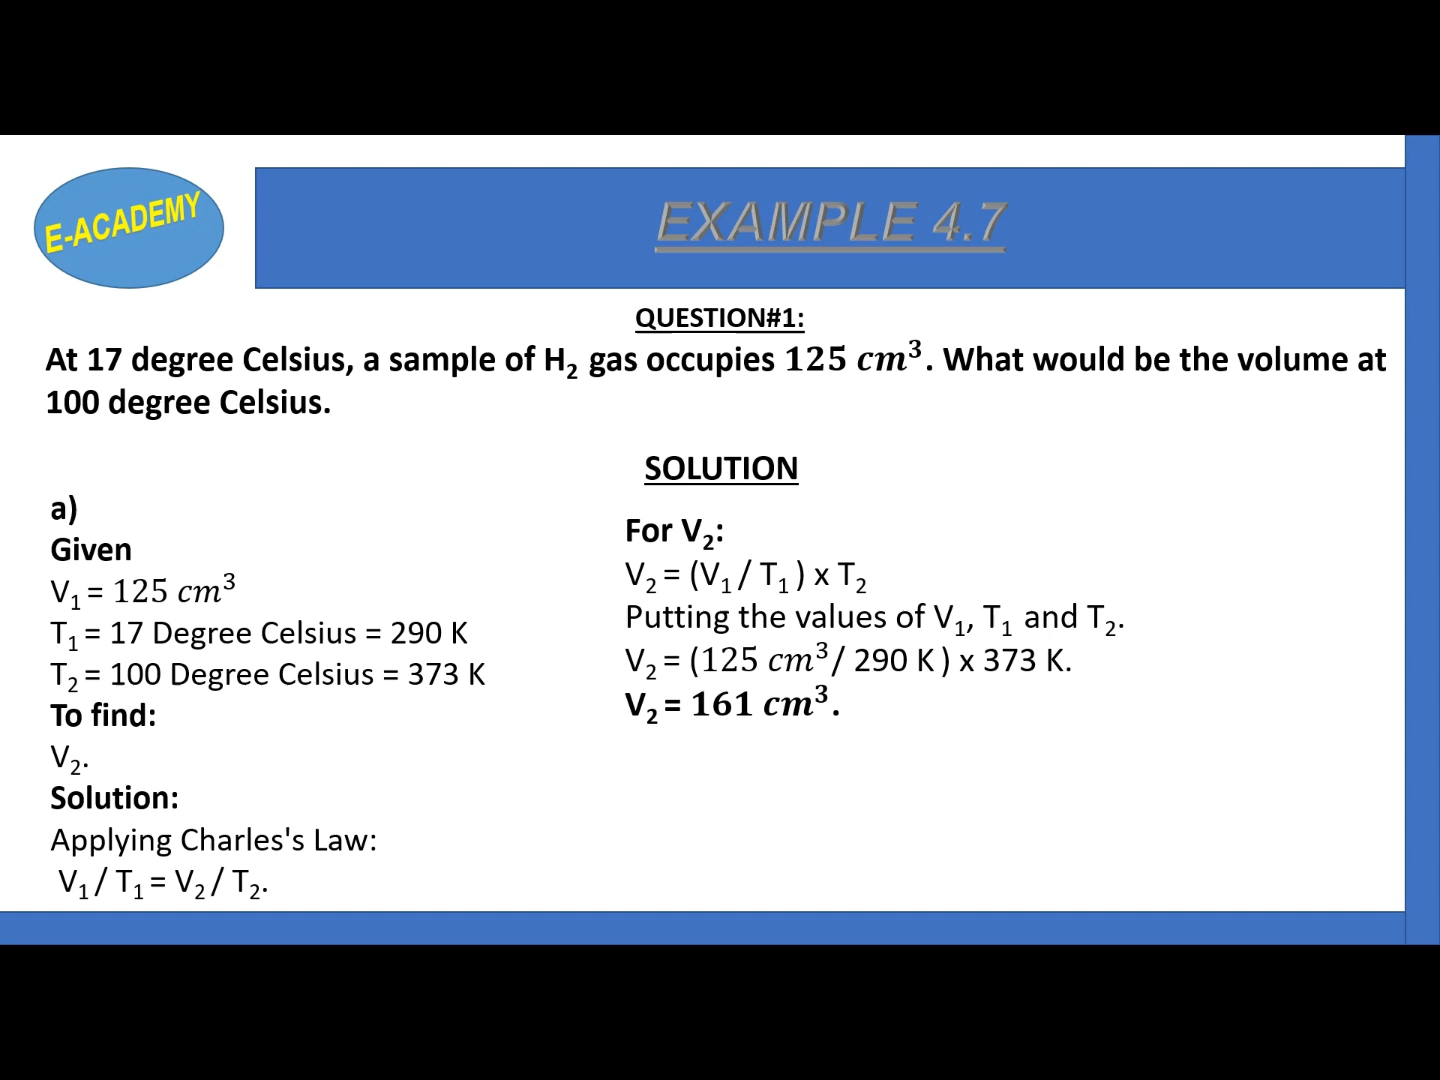 E-ACADEMY
EXAMPLE 4.7
QUESTION#1:
At 17 degree Celsius, a sample of H₂ gas occupies 125 cm³. What would be the volume at
100 degree Celsius.
SOLUTION
a)
Given
V₁ = 125 cm³
T₁ = 17 Degree Celsius = 290 K
T₂ = 100 Degree Celsius = 373 K
To find:
V₂.
Solution:
Applying Charles's Law:
V₁ / T₁ = V₂ / T₂.
For V₂:
V₂ = (V₁ / T₁ ) x T₂
Putting the values of V₁, T₁ and T₂.
V₂ = (125 cm³/ 290 K ) x 373 K.
V₂ = 161 cm³.